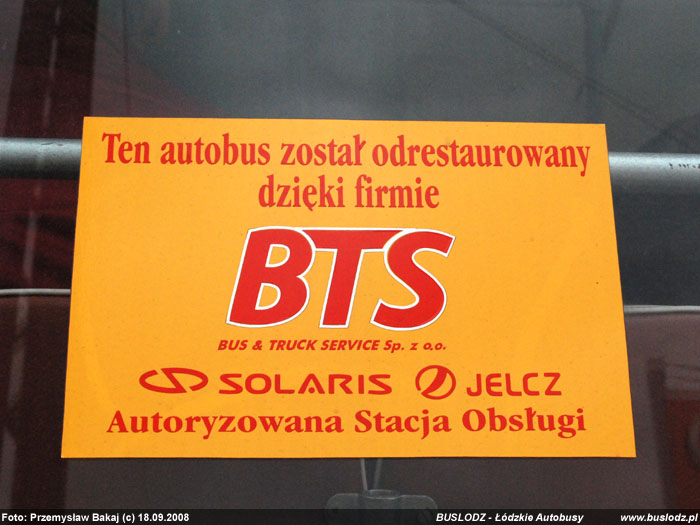 Ten autobus został odrestaurowany
dzięki firmie
BTS
BUS & TRUCK SERVICE Sp. z o.o.
SOLARIS JELCZ
Autoryzowana Stacja Obsługi
Foto: Przemysław Bakaj (c) 18.09.2008 BUSLODZ - Łódzkie Autobusy www.buslodz.pl